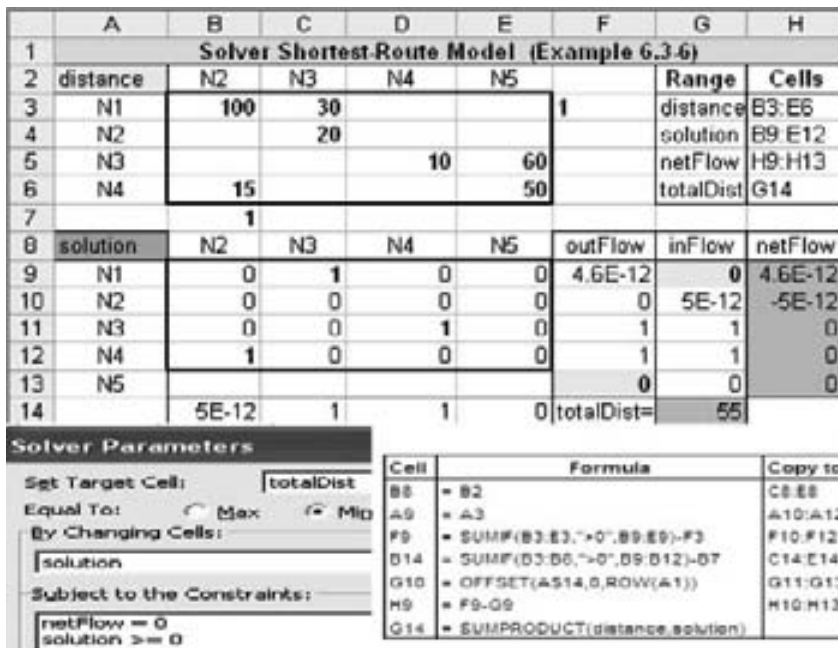 A B C D E F G H
1 Solver Shortest-Route Model (Example 6.3-6)
2 distance N2 N3 N4 N5 Range Cells
3 N1 100 30 1 distance B3:E6
4 N2 20 solution B9:E12
5 N3 10 60 netFlow H9:H13
6 N4 15 50 totalDist G14
7 1
8 solution N2 N3 N4 N5 outFlow inFlow netFlow
9 N1 0 1 0 0 4.6E-12 0 4.6E-12
10 N2 0 0 0 0 0 5E-12 -5E-12
11 N3 0 0 1 0 1 1 0
12 N4 1 0 0 0 1 1 0
13 N5 0 0 0
14 5E-12 1 1 0 totalDist= 55
Solver Parameters
Set Target Cell: totalDist
Equal To: Max Min
By Changing Cells:
solution
Subject to the Constraints:
netFlow = 0
solution >= 0
Cell Formula Copy to
B8 = B2 C8:E8
A9 = A3 A10:A12
F9 = SUMIF(B3:E3,">0",B9:E9)-F3 F10:F12
B14 = SUMIF(B3:B6,">0",B9:B12)-B7 C14:E14
G10 = OFFSET(A$14,0,ROW(A1)) G11:G13
H9 = F9-G9 H10:H13
G14 = SUMPRODUCT(distance,solution)